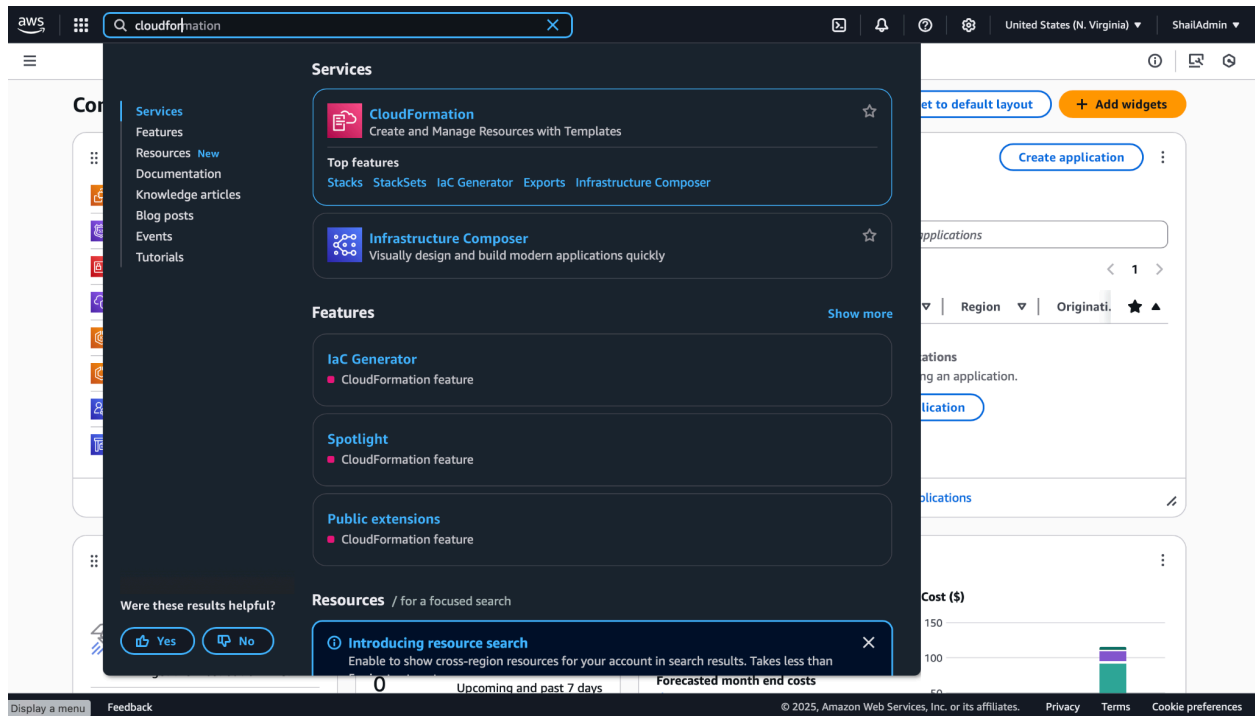 aws
cloudformation
United States (N. Virginia) ▼
ShailAdmin ▼
Services
Features
Resources New
Documentation
Knowledge articles
Blog posts
Events
Tutorials
Were these results helpful?
Yes
No
Services
CloudFormation
Create and Manage Resources with Templates
Top features
Stacks StackSets IaC Generator Exports Infrastructure Composer
Infrastructure Composer
Visually design and build modern applications quickly
Features
Show more
IaC Generator
CloudFormation feature
Spotlight
CloudFormation feature
Public extensions
CloudFormation feature
Resources / for a focused search
Introducing resource search
Enable to show cross-region resources for your account in search results. Takes less than
to default layout
+ Add widgets
Create application
1
Region
Originati.
an application.
Cost ($)
150
100
50
0
Upcoming and past 7 days
Forecasted month end costs
Display a menu
Feedback
© 2025, Amazon Web Services, Inc. or its affiliates.
Privacy
Terms
Cookie preferences